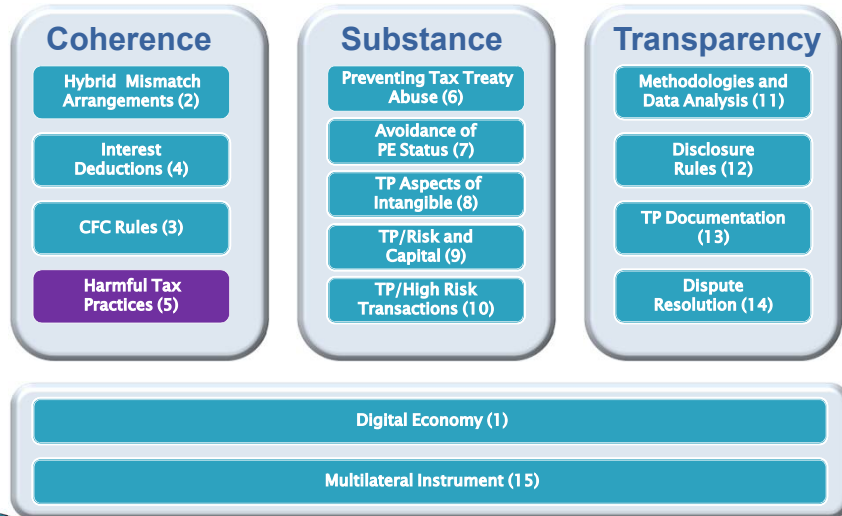 Coherence
Hybrid Mismatch
Arrangements (2)
Interest
Deductions (4)
CFC Rules (3)
Harmful Tax
Practices (5)
Substance
Preventing Tax Treaty
Abuse (6)
Avoidance of
PE Status (7)
TP Aspects of
Intangible (8)
TP/Risk and
Capital (9)
TP/High Risk
Transactions (10)
Transparency
Methodologies and
Data Analysis (11)
Disclosure
Rules (12)
TP Documentation
(13)
Dispute
Resolution (14)
Digital Economy (1)
Multilateral Instrument (15)